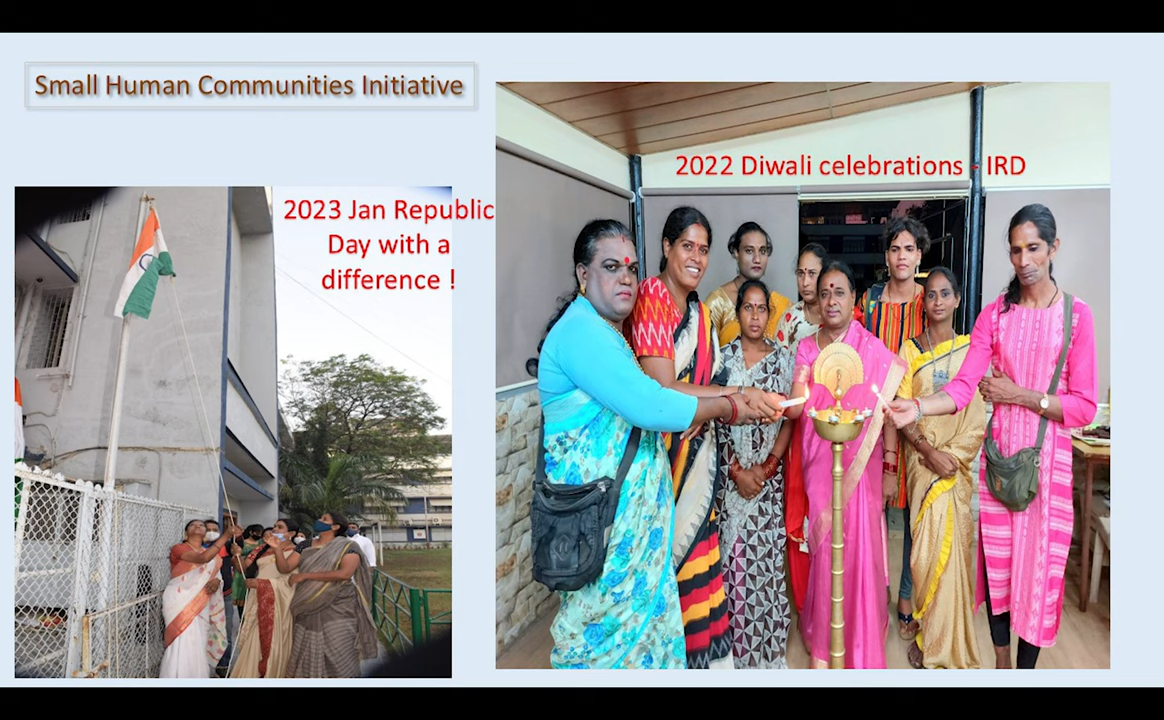 Small Human Communities Initiative
2023 Jan Republic
Day with a
difference !
2022 Diwali celebrations - IRD